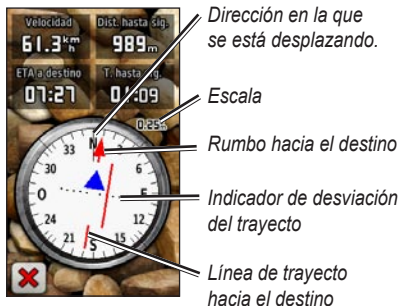 Velocidad
61.3km/h
Dist. hasta sig.
989m
ETA a destino
07:27
T. hasta sig.
01:09
0.25
N
33
3
30
6
O
E
24
21
S
15
Dirección en la que
se está desplazando.
Escala
Rumbo hacia el destino
Indicador de desviación
del trayecto
Línea de trayecto
hacia el destino